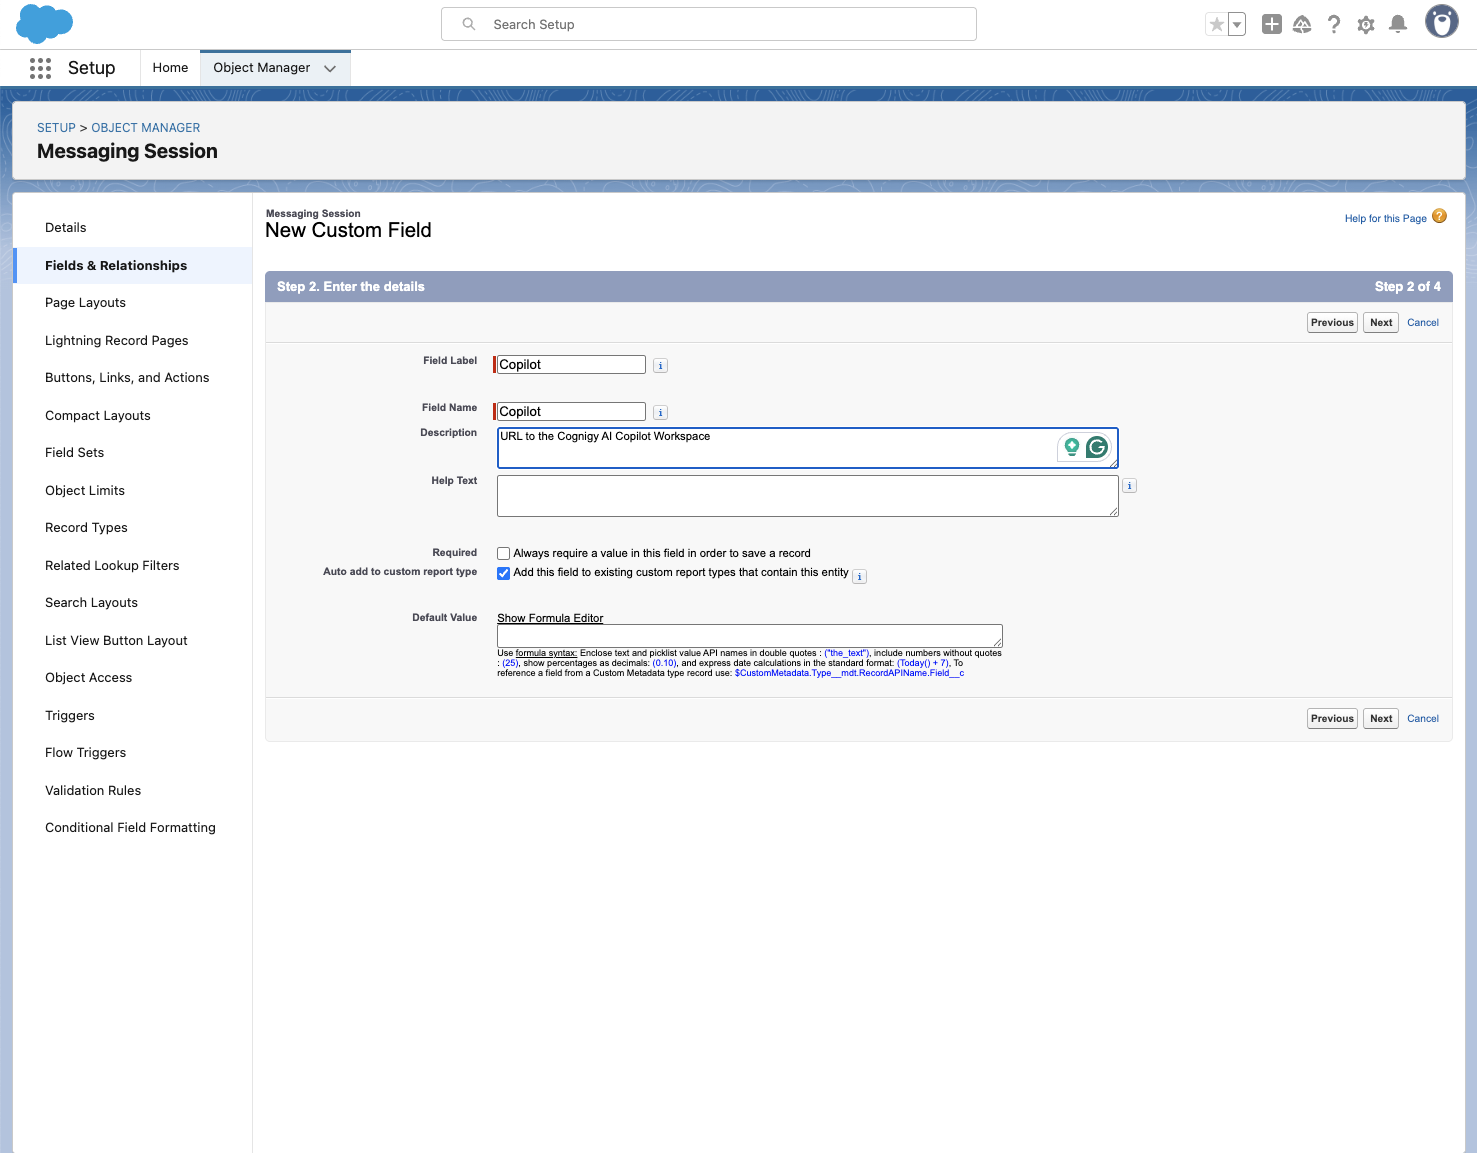 Search Setup
Setup
Home
Object Manager
SETUP > OBJECT MANAGER
Messaging Session
Details
Fields & Relationships
Page Layouts
Lightning Record Pages
Buttons, Links, and Actions
Compact Layouts
Field Sets
Object Limits
Record Types
Related Lookup Filters
Search Layouts
List View Button Layout
Object Access
Triggers
Flow Triggers
Validation Rules
Conditional Field Formatting
Messaging Session
New Custom Field
Help for this Page
Step 2. Enter the details
Step 2 of 4
Previous
Next
Cancel
Field Label
Copilot
Field Name
Copilot
Description
URL to the Cognigy AI Copilot Workspace
Help Text
Required
Always require a value in this field in order to save a record
Auto add to custom report type
Add this field to existing custom report types that contain this entity
Default Value
Show Formula Editor
Use formula syntax: Enclose text and picklist value API names in double quotes : ("the_text"), include numbers without quotes
: (25), show percentages as decimals: (0.10), and express date calculations in the standard format: (Today() + 7). To
reference a field from a Custom Metadata type record use: $CustomMetadata.Type__mdt.RecordAPIName.Field__c
Previous
Next
Cancel